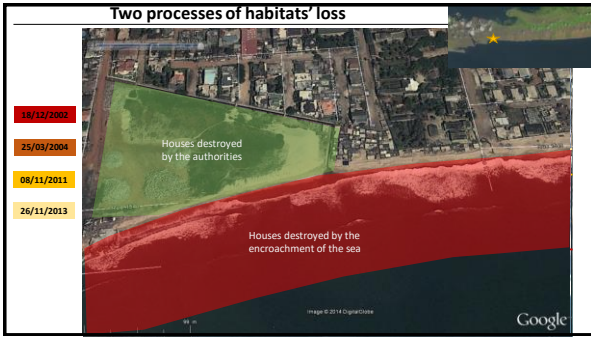 Two processes of habitats' loss
18/12/2002
25/03/2004
08/11/2011
26/11/2013
Houses destroyed
by the authorities
Houses destroyed by the
encroachment of the sea
99 m
Image © 2014 DigitalGlobe
Google